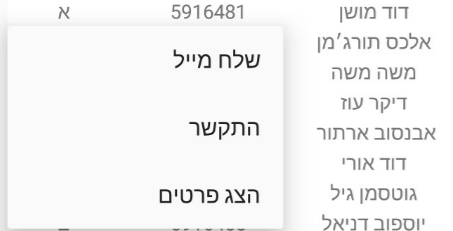 דוד מושן 5916481 א
אלכס תורג׳מן
שלח מייל
משה משה
דיקר עוז
התקשר
אבנסוב ארתור
דוד אורי
הצג פרטים
גוטסמן גיל
יוספוב דניאל